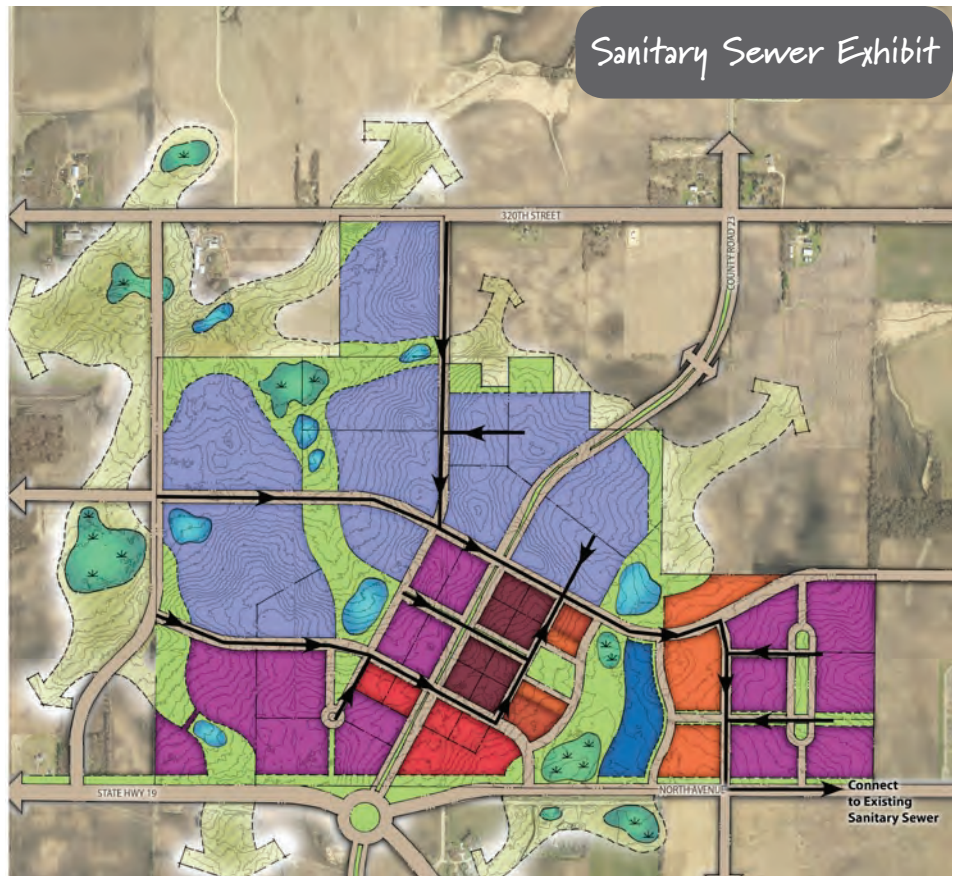 Sanitary Sewer Exhibit
320TH STREET
COUNTY ROAD 23
STATE HWY 19
NORTH AVENUE
Connect
to Existing
Sanitary Sewer